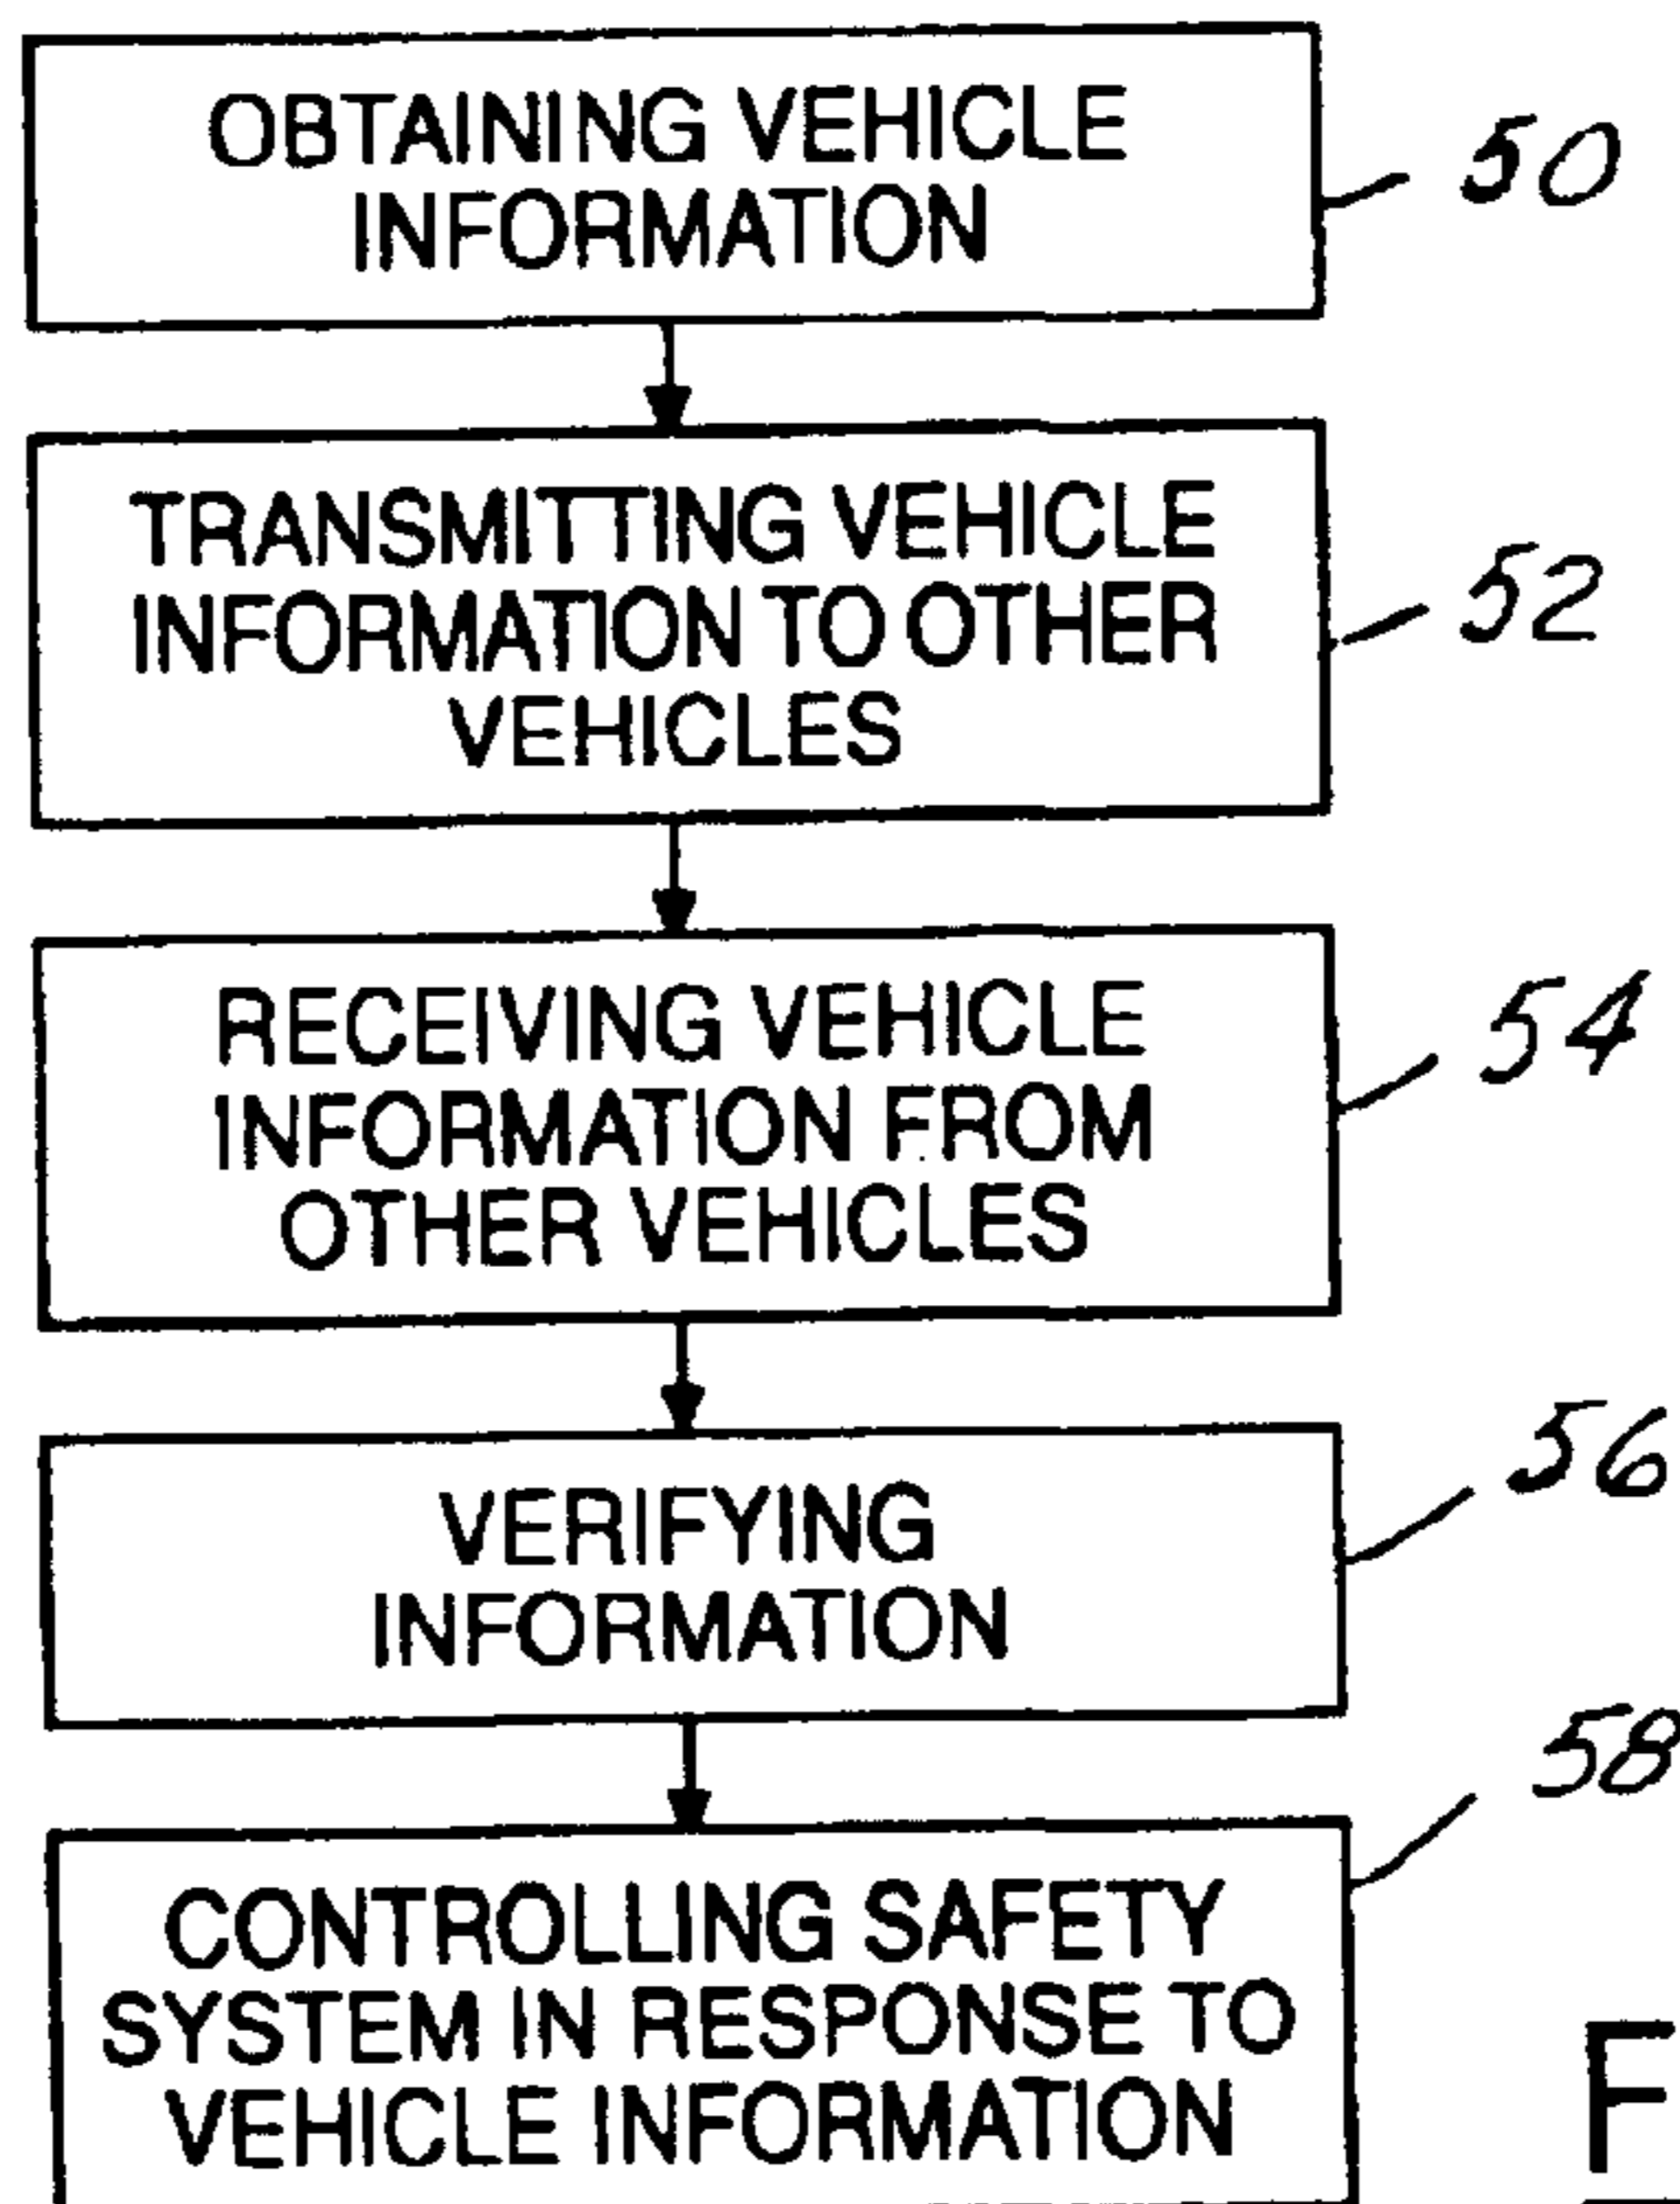 OBTAINING VEHICLE
INFORMATION
50
TRANSMITTING VEHICLE
INFORMATION TO OTHER
VEHICLES
52
RECEIVING VEHICLE
INFORMATION FROM
OTHER VEHICLES
54
VERIFYING
INFORMATION
56
CONTROLLING SAFETY
SYSTEM IN RESPONSE TO
VEHICLE INFORMATION
58
F